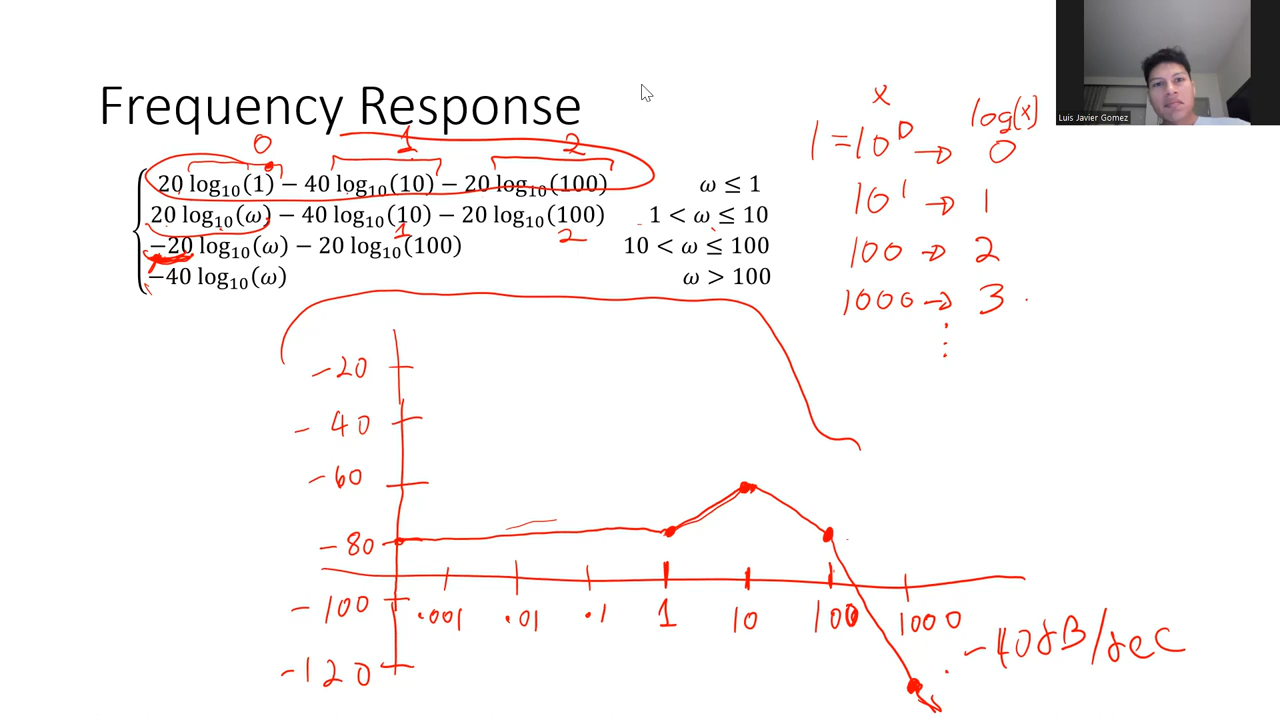 Frequency Response
0 1 2
20 log₁₀(1) − 40 log₁₀(10) − 20 log₁₀(100) ω ≤ 1
20 log₁₀(ω) − 40 log₁₀(10) − 20 log₁₀(100) 1 < ω ≤ 10
1 2
−20 log₁₀(ω) − 20 log₁₀(100) 10 < ω ≤ 100
−40 log₁₀(ω) ω > 100
x log(x)
1 = 10⁰ → 0
10¹ → 1
100 → 2
1000 → 3
Luis Javier Gomez
-20
-40
-60
-80
-100
-120
.001 .01 .1 1 10 100 1000
-40dB/dec